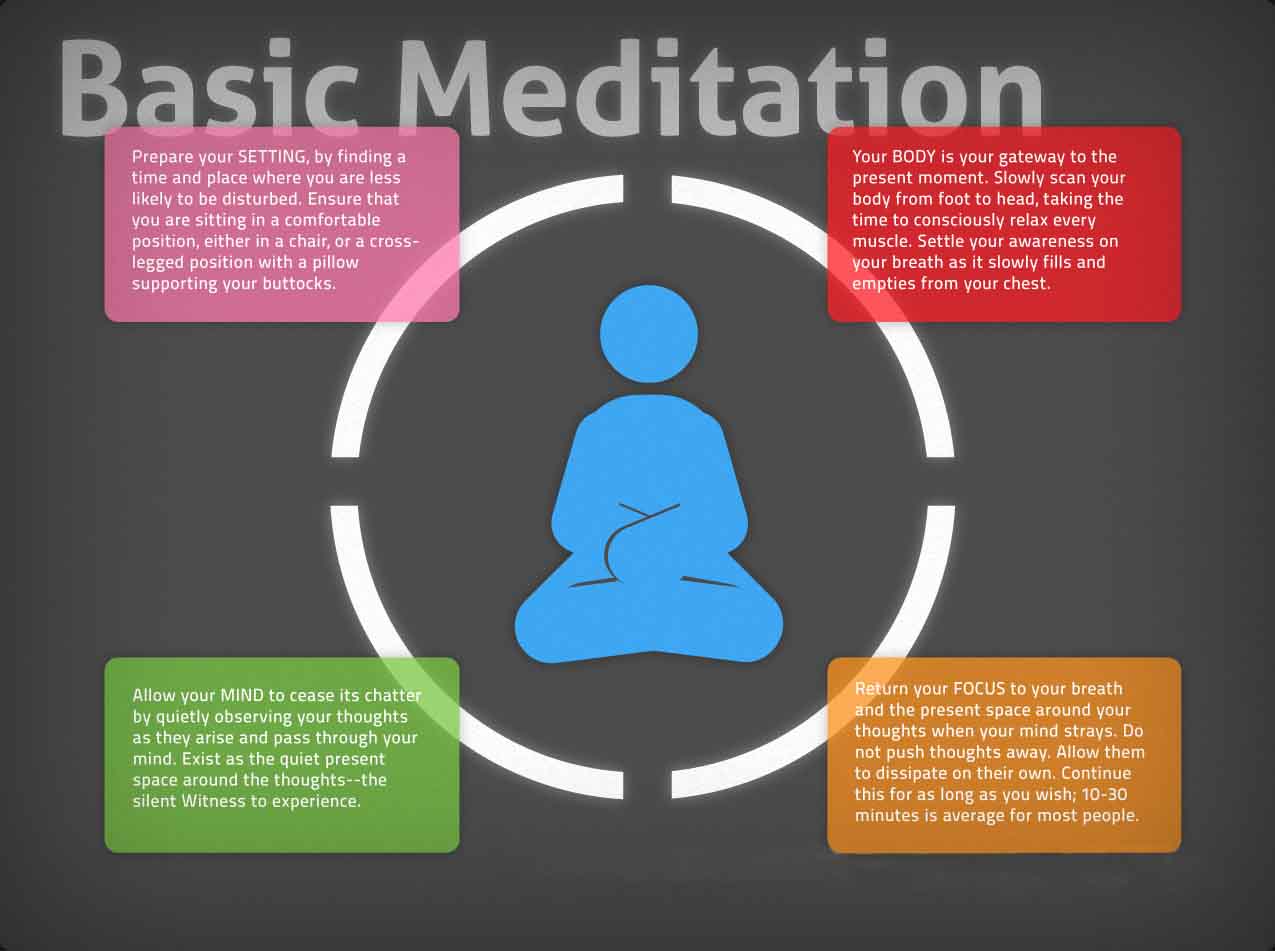 Basic Meditation
Prepare your SETTING, by finding a
time and place where you are less
likely to be disturbed. Ensure that
you are sitting in a comfortable
position, either in a chair, or a cross-
legged position with a pillow
supporting your buttocks.
Your BODY is your gateway to the
present moment. Slowly scan your
body from foot to head, taking the
time to consciously relax every
muscle. Settle your awareness on
your breath as it slowly fills and
empties from your chest.
Allow your MIND to cease its chatter
by quietly observing your thoughts
as they arise and pass through your
mind. Exist as the quiet present
space around the thoughts--the
silent Witness to experience.
Return your FOCUS to your breath
and the present space around your
thoughts when your mind strays. Do
not push thoughts away. Allow them
to dissipate on their own. Continue
this for as long as you wish; 10-30
minutes is average for most people.